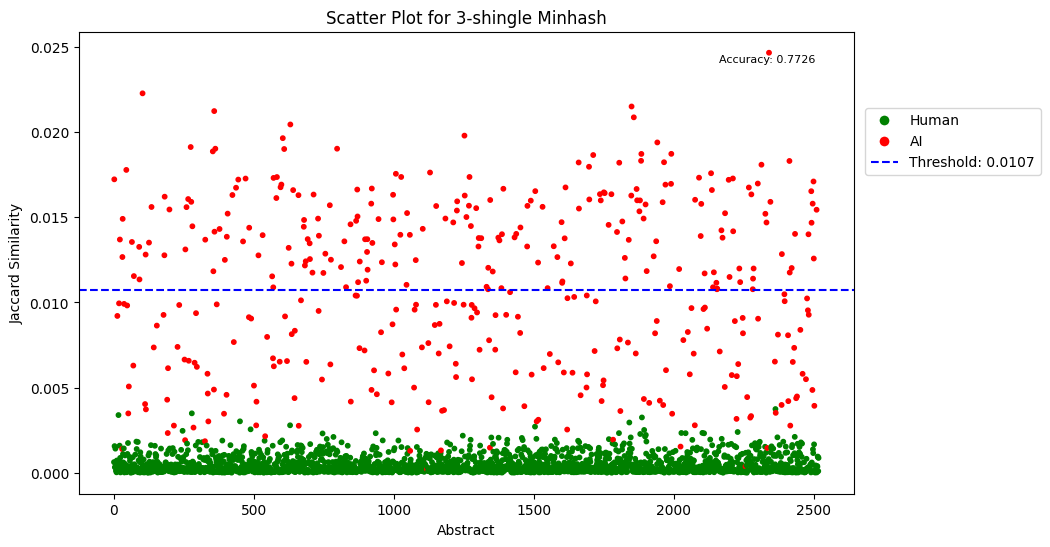 Scatter Plot for 3-shingle Minhash
Accuracy: 0.7726
Human
AI
Threshold: 0.0107
Jaccard Similarity
0.025
0.020
0.015
0.010
0.005
0.000
0 500 1000 1500 2000 2500
Abstract